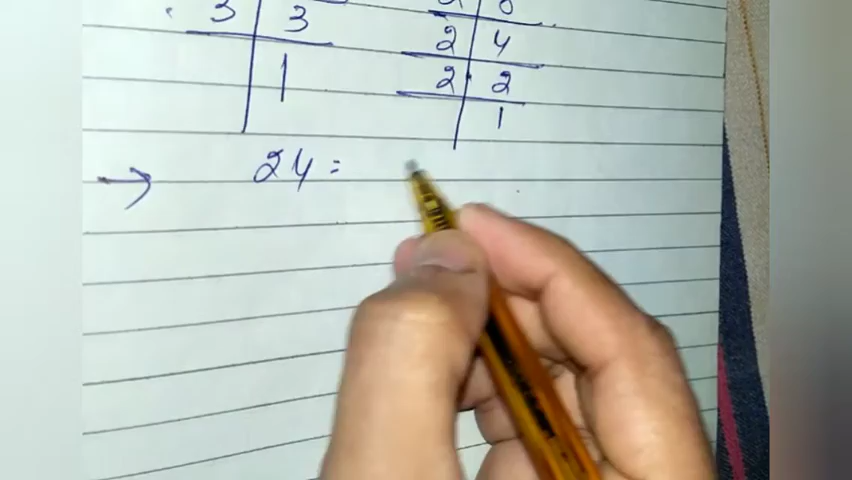 3 | 3
1
2 | 4
2 | 2
1
→ 24 =